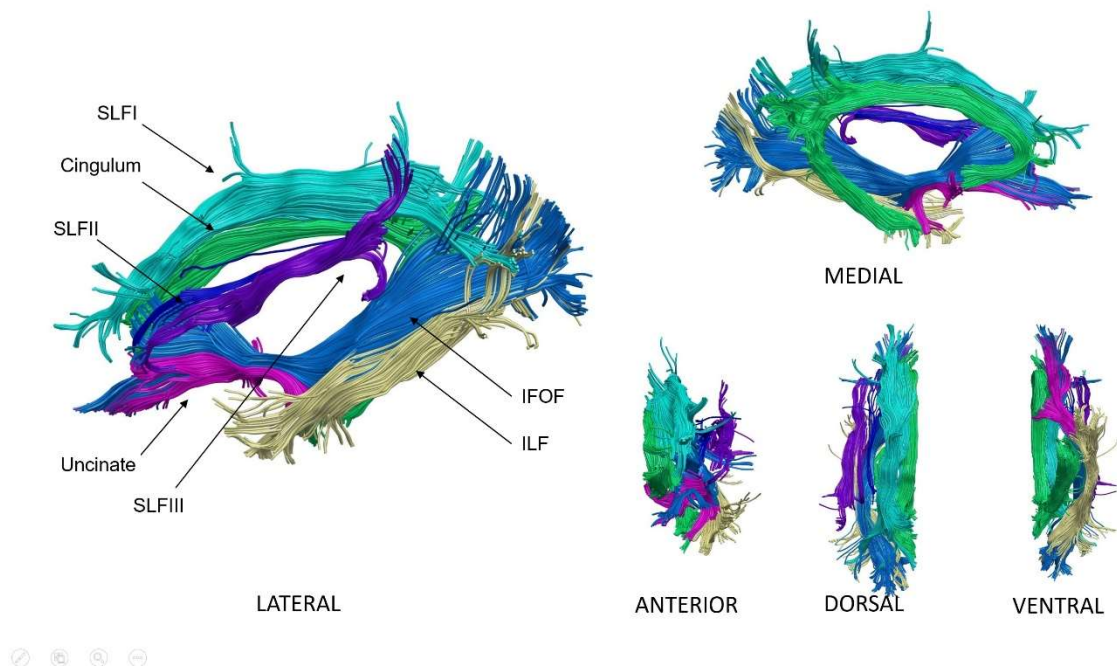 SLFI
Cingulum
SLFII
Uncinate
SLFIII
IFOF
ILF
LATERAL
MEDIAL
ANTERIOR
DORSAL
VENTRAL